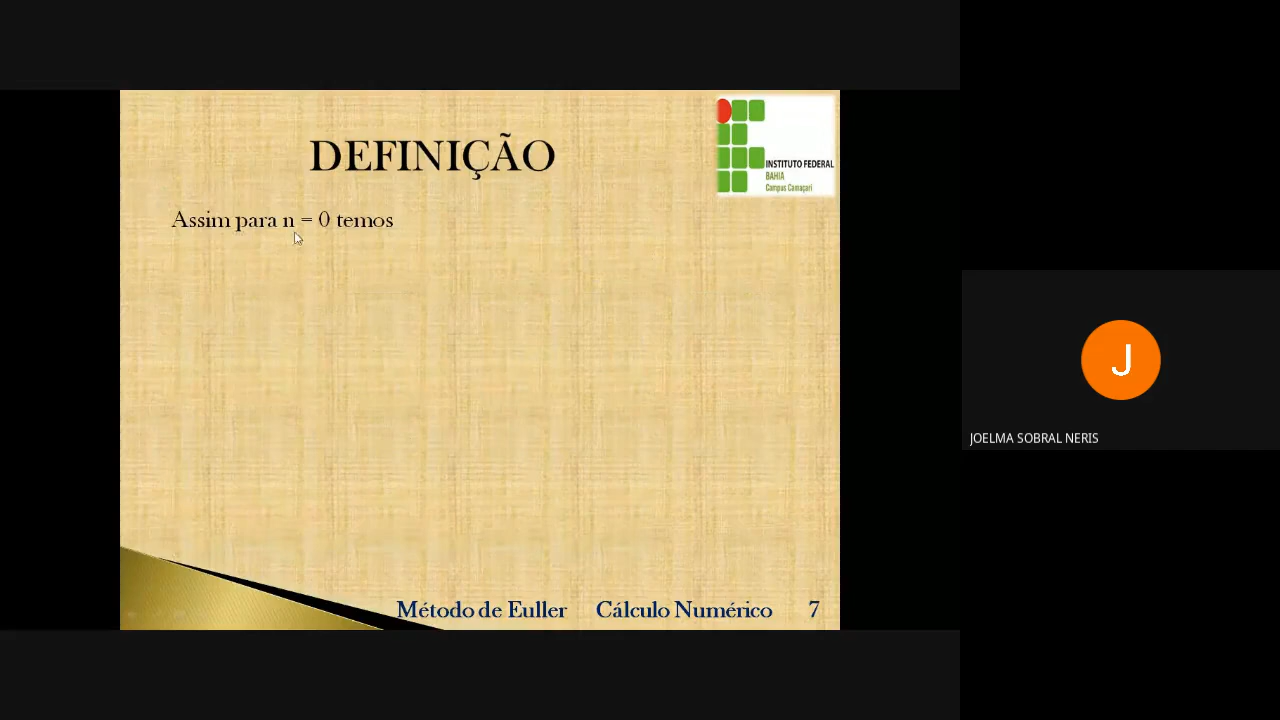 DEFINIÇÃO
INSTITUTO FEDERAL
BAHIA
Campus Camaçari
Assim para n = 0 temos
J
JOELMA SOBRAL NERIS
Método de Euller Cálculo Numérico 7